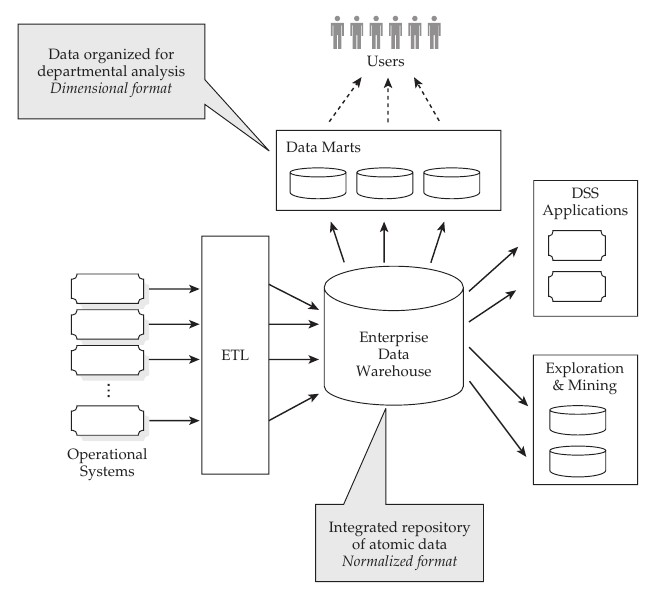 Data organized for
departmental analysis
Dimensional format
Users
Data Marts
DSS
Applications
ETL
Enterprise
Data
Warehouse
Exploration
& Mining
Operational
Systems
Integrated repository
of atomic data
Normalized format